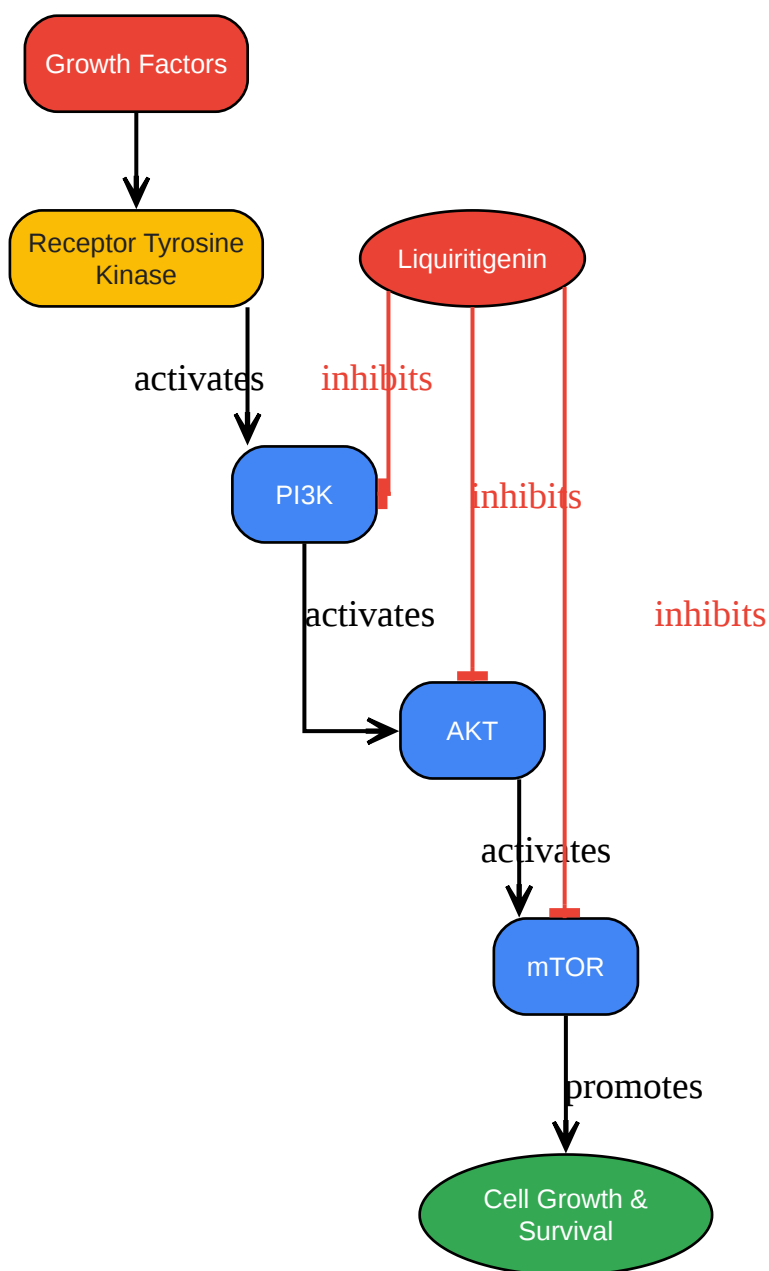 Growth Factors
Receptor Tyrosine
Kinase
Liquiritigenin
activates
inhibits
PI3K
inhibits
activates
inhibits
AKT
activates
mTOR
promotes
Cell Growth &
Survival